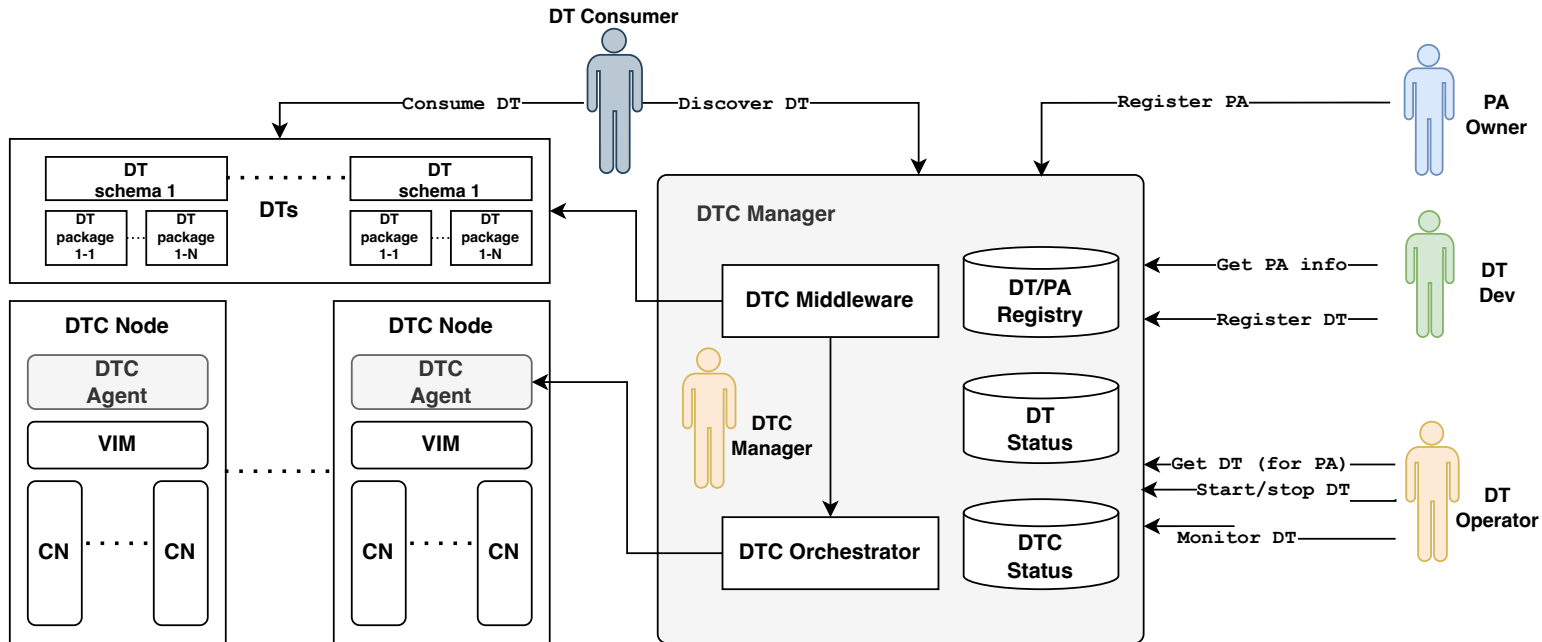 DT Consumer
Consume DT
Discover DT
Register PA
PA
Owner
DT
schema 1
DT
schema 1
DTs
DT
package
1-1
DT
package
1-N
DT
package
1-1
DT
package
1-N
DTC Manager
DTC Middleware
DT/PA
Registry
Get PA info
Register DT
DT
Dev
DTC Node
DTC
Agent
VIM
CN
CN
DTC Node
DTC
Agent
VIM
CN
CN
DTC
Manager
DT
Status
DTC Orchestrator
DTC
Status
Get DT (for PA)
Start/stop DT
Monitor DT
DT
Operator